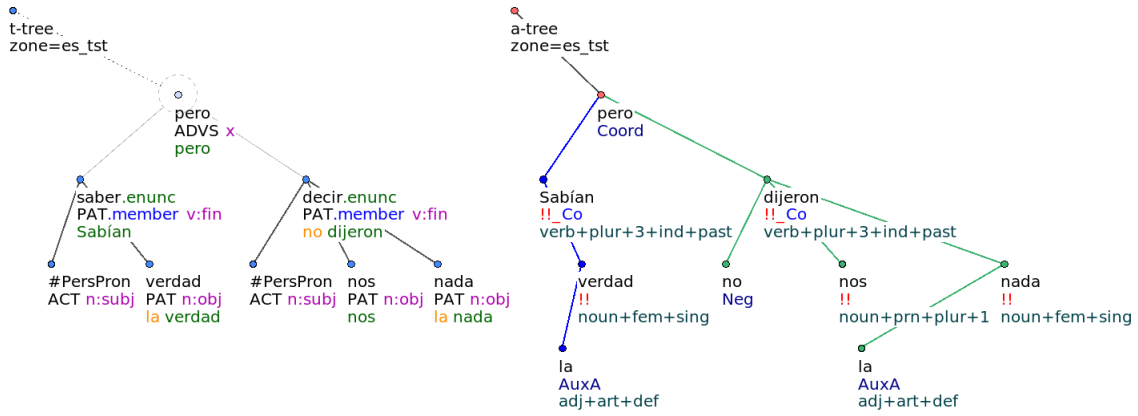 t-tree
zone=es_tst
pero
ADVS x
pero
saber.enunc
PAT.member v:fin
Sabían
decir.enunc
PAT.member v:fin
no dijeron
#PersPron
ACT n:subj
verdad
PAT n:obj
la verdad
#PersPron
ACT n:subj
nos
PAT n:obj
nos
nada
PAT n:obj
la nada
a-tree
zone=es_tst
pero
Coord
Sabían
!!_Co
verb+plur+3+ind+past
dijeron
!!_Co
verb+plur+3+ind+past
verdad
!!
noun+fem+sing
no
Neg
nos
!!
noun+prn+plur+1
nada
!!
noun+fem+sing
la
AuxA
adj+art+def
la
AuxA
adj+art+def